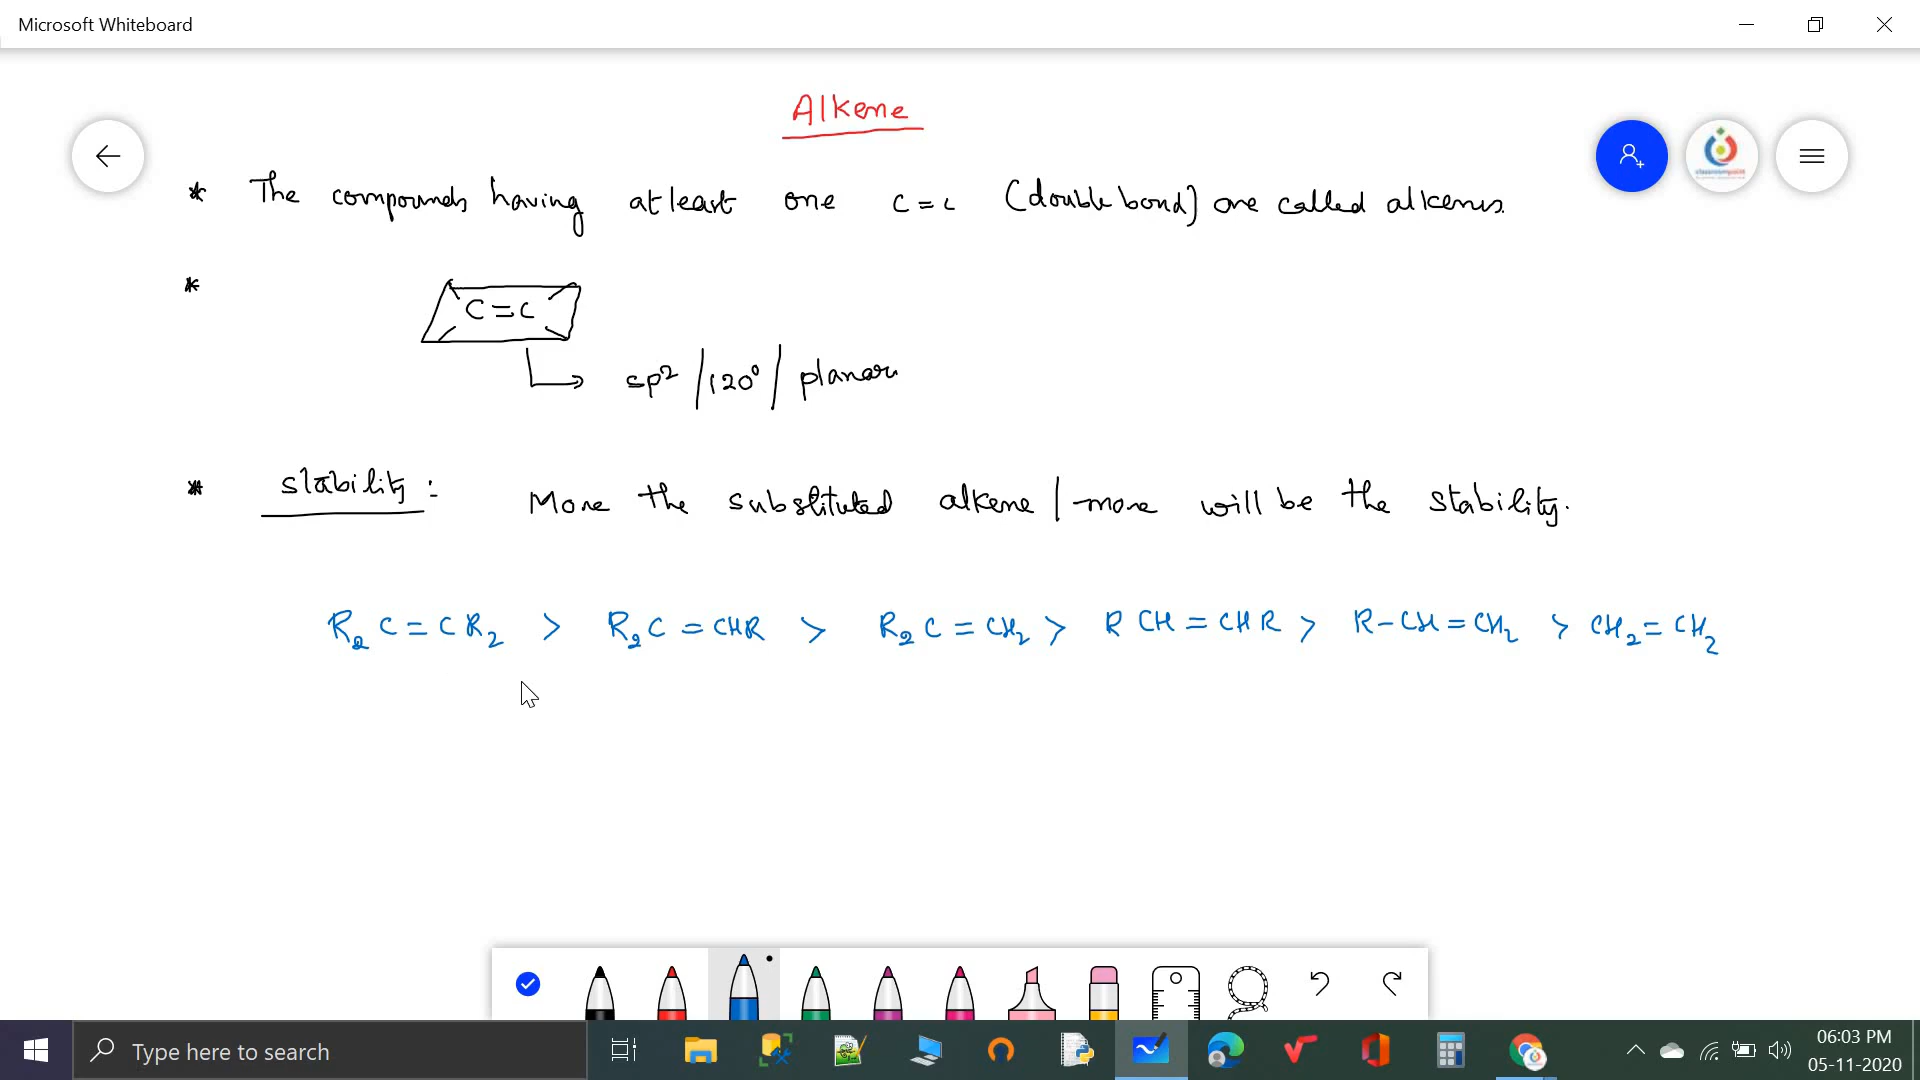 Microsoft Whiteboard
Alkene
* The compounds having at least one C=C (double bond) are called alkenes.
*
C=C
sp² | 120° | planar
* Stability : More the substituted alkene | more will be the stability.
R₂C=CR₂ > R₂C=CHR > R₂C=CH₂ > RCH=CHR > R-CH=CH₂ > CH₂=CH₂
Type here to search
06:03 PM
05-11-2020